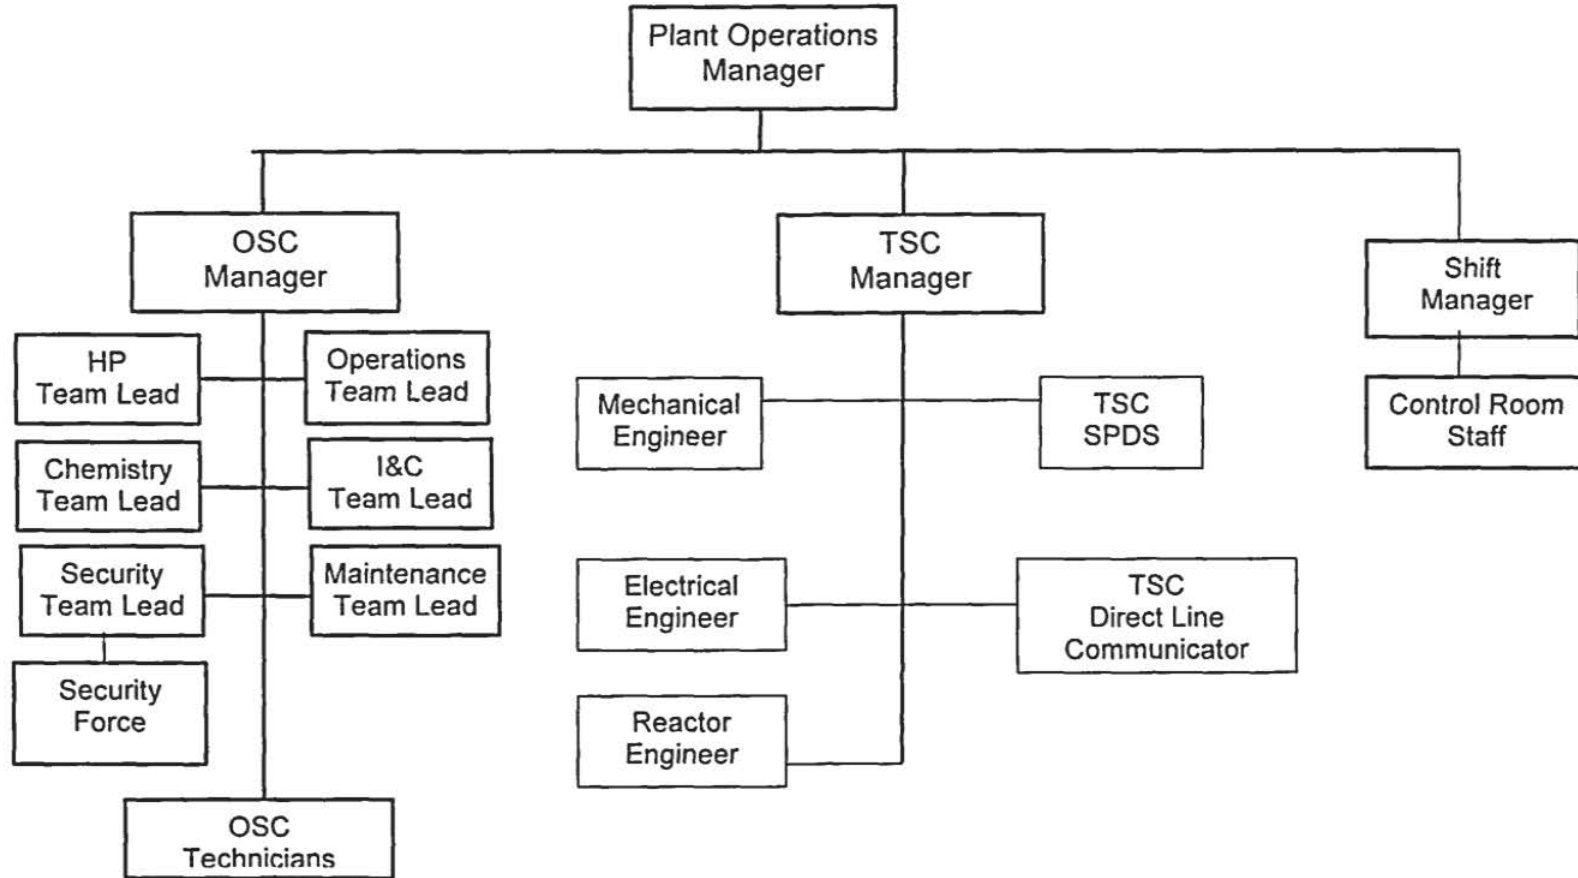 Plant Operations
Manager
OSC
Manager
TSC
Manager
Shift
Manager
HP
Team Lead
Operations
Team Lead
Chemistry
Team Lead
I&C
Team Lead
Security
Team Lead
Maintenance
Team Lead
Security
Force
OSC
Technicians
Mechanical
Engineer
TSC
SPDS
Electrical
Engineer
TSC
Direct Line
Communicator
Reactor
Engineer
Control Room
Staff